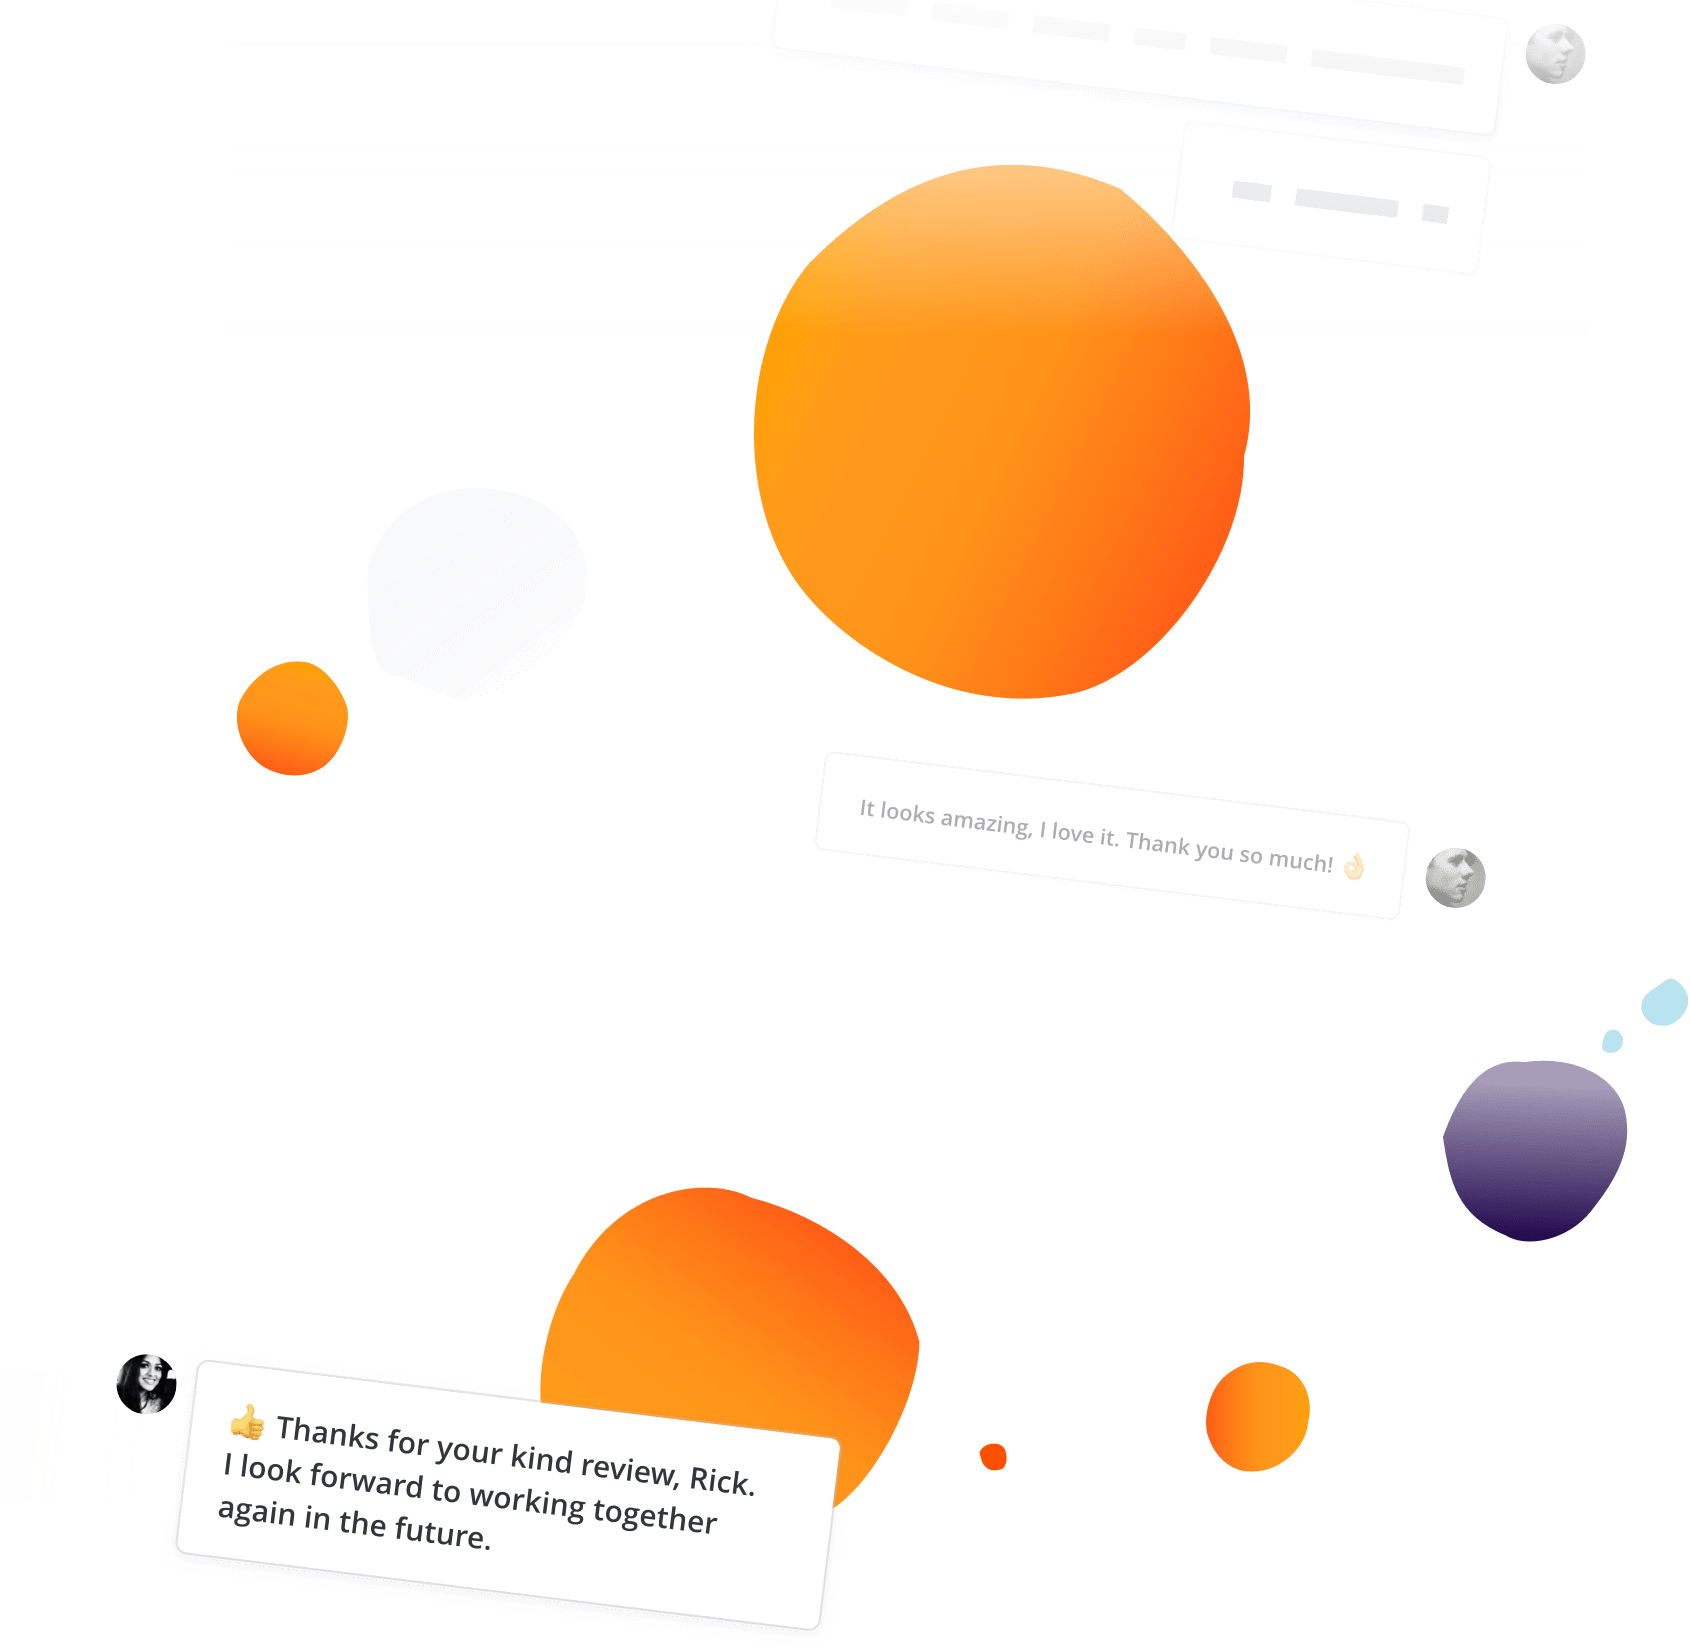 It looks amazing, I love it. Thank you so much! 👌
👍 Thanks for your kind review, Rick.
I look forward to working together
again in the future.